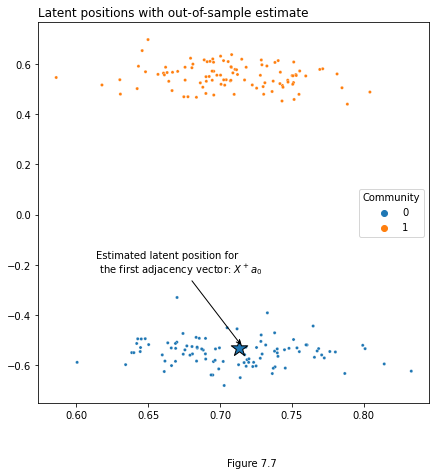 Latent positions with out-of-sample estimate
0.6
0.4
0.2
0.0
−0.2
−0.4
−0.6
Community
0
1
Estimated latent position for
the first adjacency vector: X⁺a₀
0.60
0.65
0.70
0.75
0.80
Figure 7.7